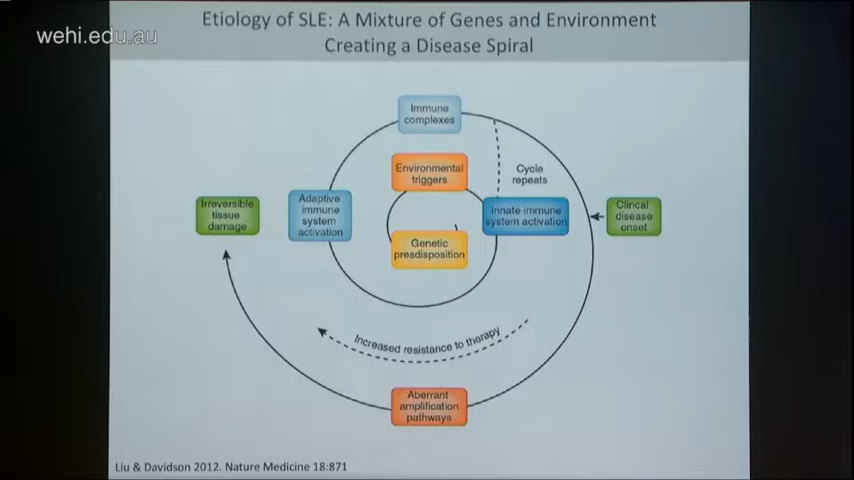 Etiology of SLE: A Mixture of Genes and Environment
Creating a Disease Spiral
wehi.edu.au
Immune
complexes
Environmental
triggers
Cycle
repeats
Irreversible
tissue
damage
Adaptive
immune
system
activation
Innate immune
system activation
Clincal
disease
onset
Genetic
presdisposition
Increased resistance to therapy
Aberrant
amplification
pathways
Liu & Davidson 2012. Nature Medicine 18:871